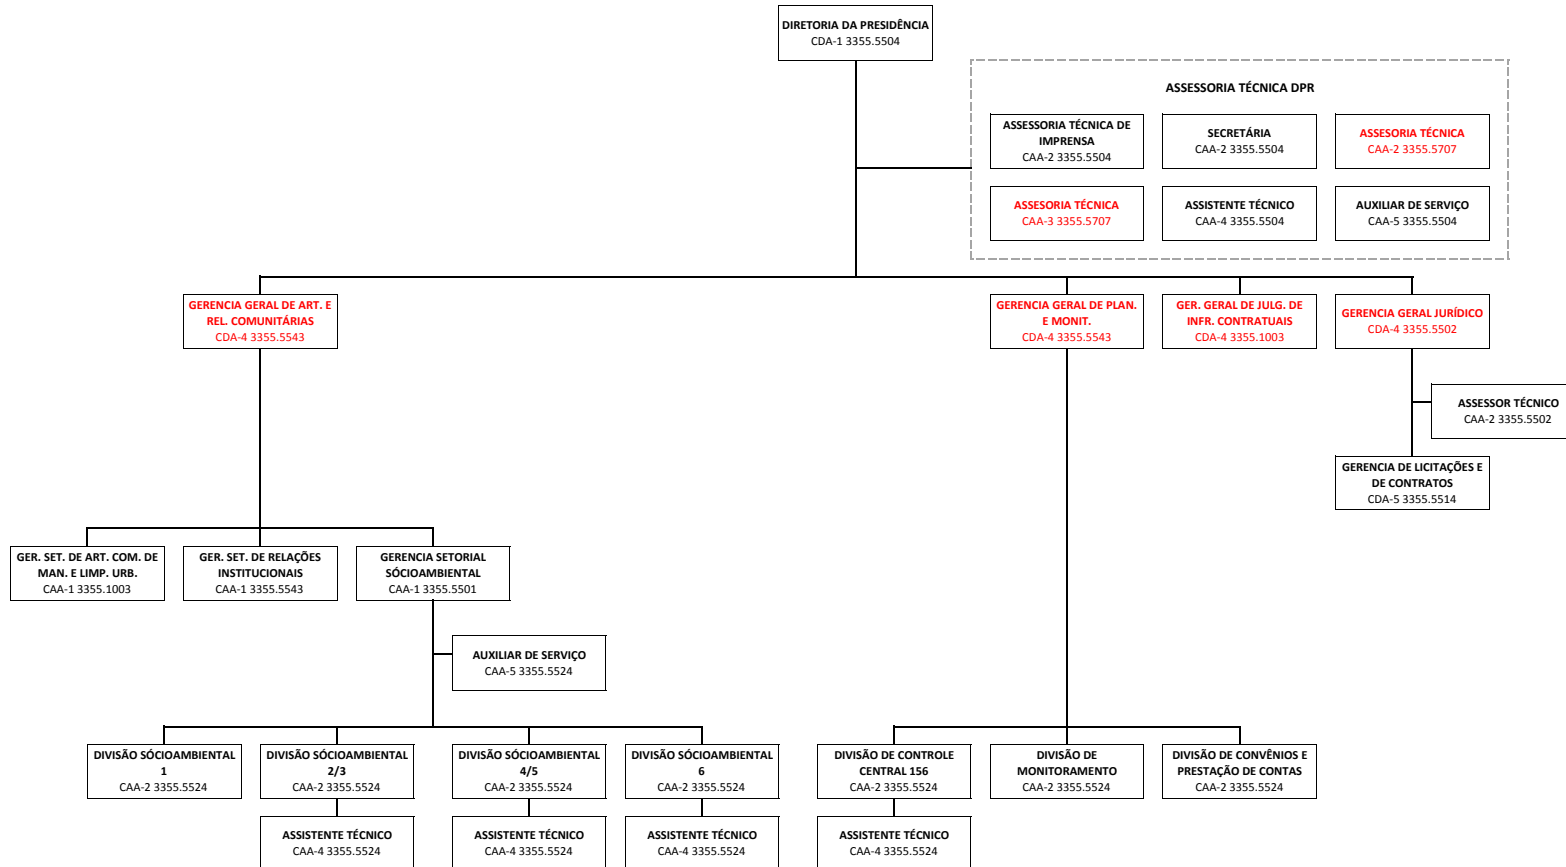 DIRETORIA DA PRESIDÊNCIA
CDA-1 3355.5504
ASSESSORIA TÉCNICA DPR
ASSESSORIA TÉCNICA DE
IMPRENSA
CAA-2 3355.5504
SECRETÁRIA
CAA-2 3355.5504
ASSESORIA TÉCNICA
CAA-2 3355.5707
ASSESORIA TÉCNICA
CAA-3 3355.5707
ASSISTENTE TÉCNICO
CAA-4 3355.5504
AUXILIAR DE SERVIÇO
CAA-5 3355.5504
GERENCIA GERAL DE ART. E
REL. COMUNITÁRIAS
CDA-4 3355.5543
GERENCIA GERAL DE PLAN.
E MONIT.
CDA-4 3355.5543
GER. GERAL DE JULG. DE
INFR. CONTRATUAIS
CDA-4 3355.1003
GERENCIA GERAL JURÍDICO
CDA-4 3355.5502
ASSESSOR TÉCNICO
CAA-2 3355.5502
GERENCIA DE LICITAÇÕES E
DE CONTRATOS
CDA-5 3355.5514
GER. SET. DE ART. COM. DE
MAN. E LIMP. URB.
CAA-1 3355.1003
GER. SET. DE RELAÇÕES
INSTITUCIONAIS
CAA-1 3355.5543
GERENCIA SETORIAL
SÓCIOAMBIENTAL
CAA-1 3355.5501
AUXILIAR DE SERVIÇO
CAA-5 3355.5524
DIVISÃO SÓCIOAMBIENTAL
1
CAA-2 3355.5524
DIVISÃO SÓCIOAMBIENTAL
2/3
CAA-2 3355.5524
DIVISÃO SÓCIOAMBIENTAL
4/5
CAA-2 3355.5524
DIVISÃO SÓCIOAMBIENTAL
6
CAA-2 3355.5524
DIVISÃO DE CONTROLE
CENTRAL 156
CAA-2 3355.5524
DIVISÃO DE
MONITORAMENTO
CAA-2 3355.5524
DIVISÃO DE CONVÊNIOS E
PRESTAÇÃO DE CONTAS
CAA-2 3355.5524
ASSISTENTE TÉCNICO
CAA-4 3355.5524
ASSISTENTE TÉCNICO
CAA-4 3355.5524
ASSISTENTE TÉCNICO
CAA-4 3355.5524
ASSISTENTE TÉCNICO
CAA-4 3355.5524